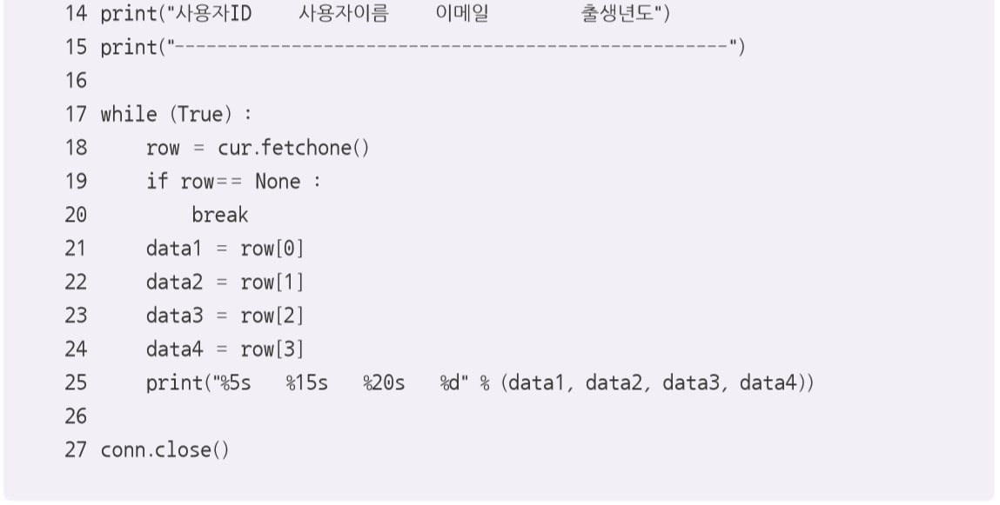 14 print("사용자ID    사용자이름    이메일        출생년도")
15 print("----------------------------------------------------")
16
17 while (True) :
18     row = cur.fetchone()
19     if row== None :
20         break
21     data1 = row[0]
22     data2 = row[1]
23     data3 = row[2]
24     data4 = row[3]
25     print("%5s   %15s   %20s   %d" % (data1, data2, data3, data4))
26
27 conn.close()